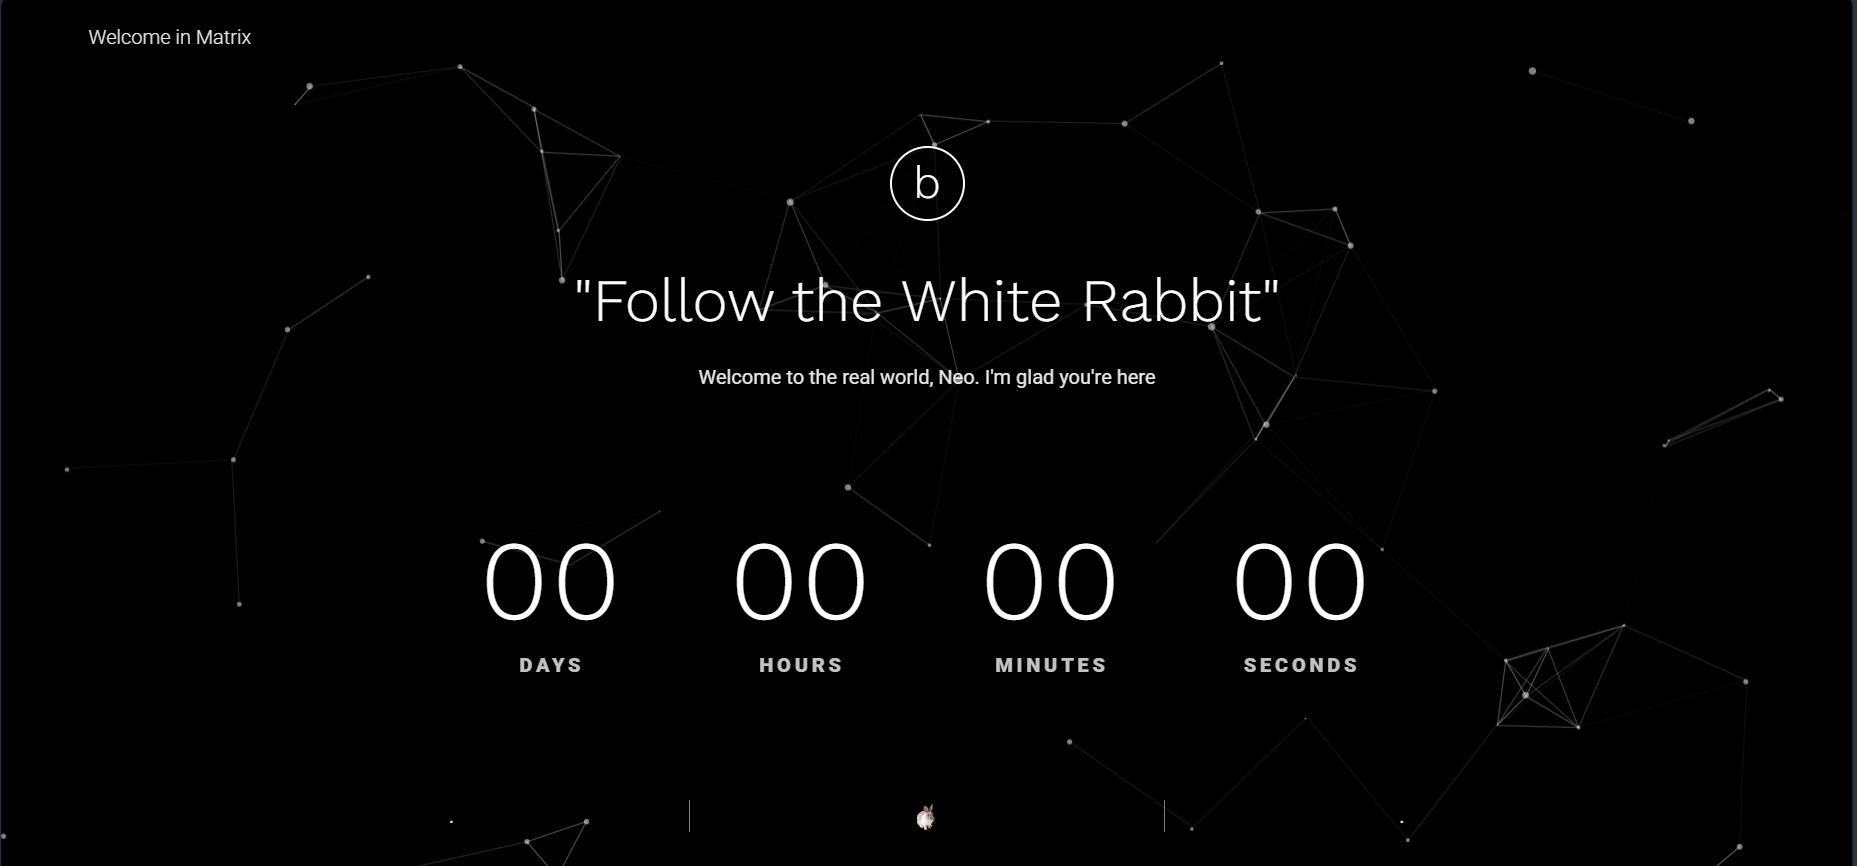 Welcome in Matrix
b
"Follow the White Rabbit"
Welcome to the real world, Neo. I'm glad you're here
00 00 00 00
DAYS HOURS MINUTES SECONDS